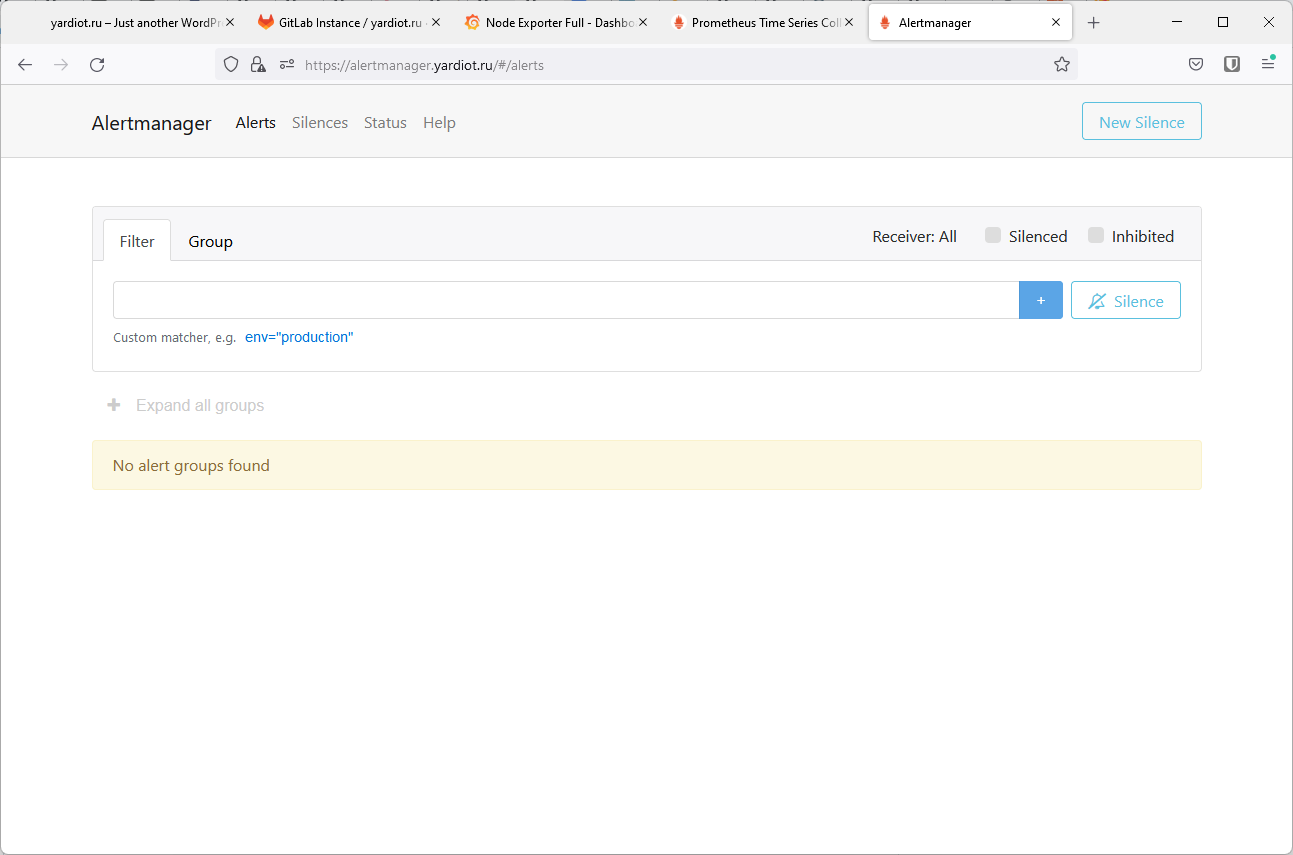 yardiot.ru – Just another WordPr
GitLab Instance / yardiot.ru
Node Exporter Full - Dashbo
Prometheus Time Series Coll
Alertmanager
https://alertmanager.yardiot.ru/#/alerts
Alertmanager Alerts Silences Status Help New Silence
Filter Group Receiver: All Silenced Inhibited
+ Silence
Custom matcher, e.g. env="production"
+ Expand all groups
No alert groups found